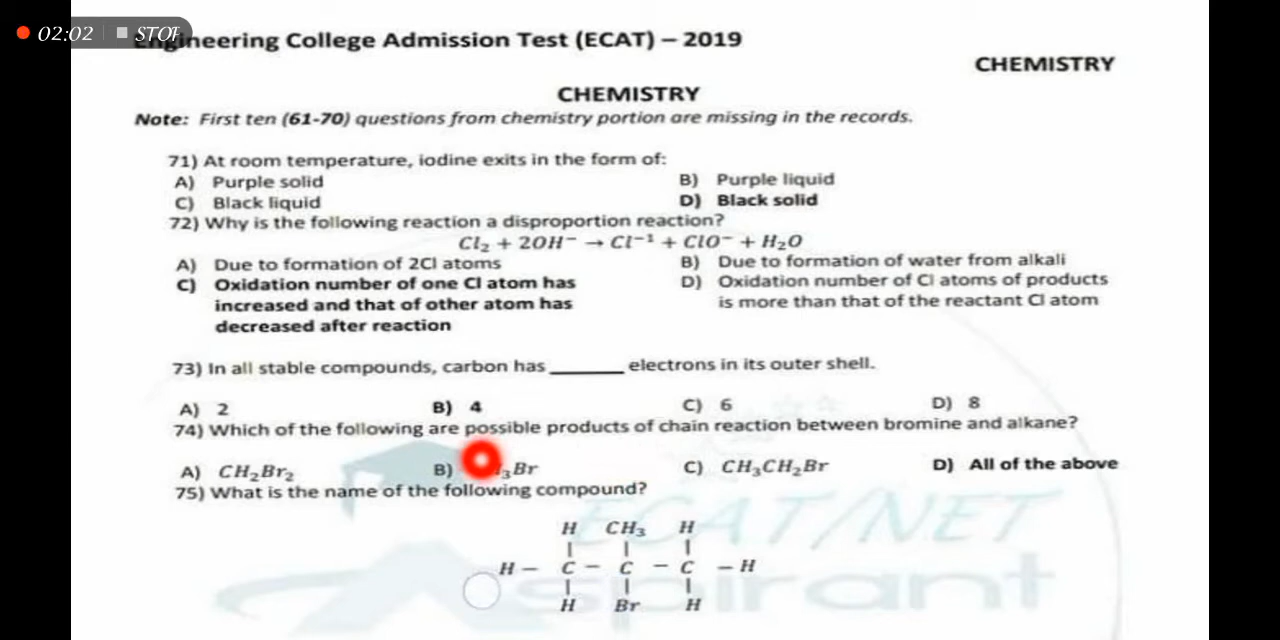 02:02 STOP
Engineering College Admission Test (ECAT) – 2019
CHEMISTRY
CHEMISTRY
Note: First ten (61-70) questions from chemistry portion are missing in the records.
71) At room temperature, iodine exits in the form of:
A) Purple solid B) Purple liquid
C) Black liquid D) Black solid
72) Why is the following reaction a disproportion reaction?
Cl₂ + 2OH⁻ → Cl⁻¹ + ClO⁻ + H₂O
A) Due to formation of 2Cl atoms B) Due to formation of water from alkali
C) Oxidation number of one Cl atom has D) Oxidation number of Cl atoms of products
increased and that of other atom has is more than that of the reactant Cl atom
decreased after reaction
73) In all stable compounds, carbon has ______ electrons in its outer shell.
A) 2 B) 4 C) 6 D) 8
74) Which of the following are possible products of chain reaction between bromine and alkane?
A) CH₂Br₂ B) ₃Br C) CH₃CH₂Br D) All of the above
75) What is the name of the following compound?
H CH₃ H
| | |
H – C – C – C – H
| | |
H Br H
ECAT/NET
Aspirant